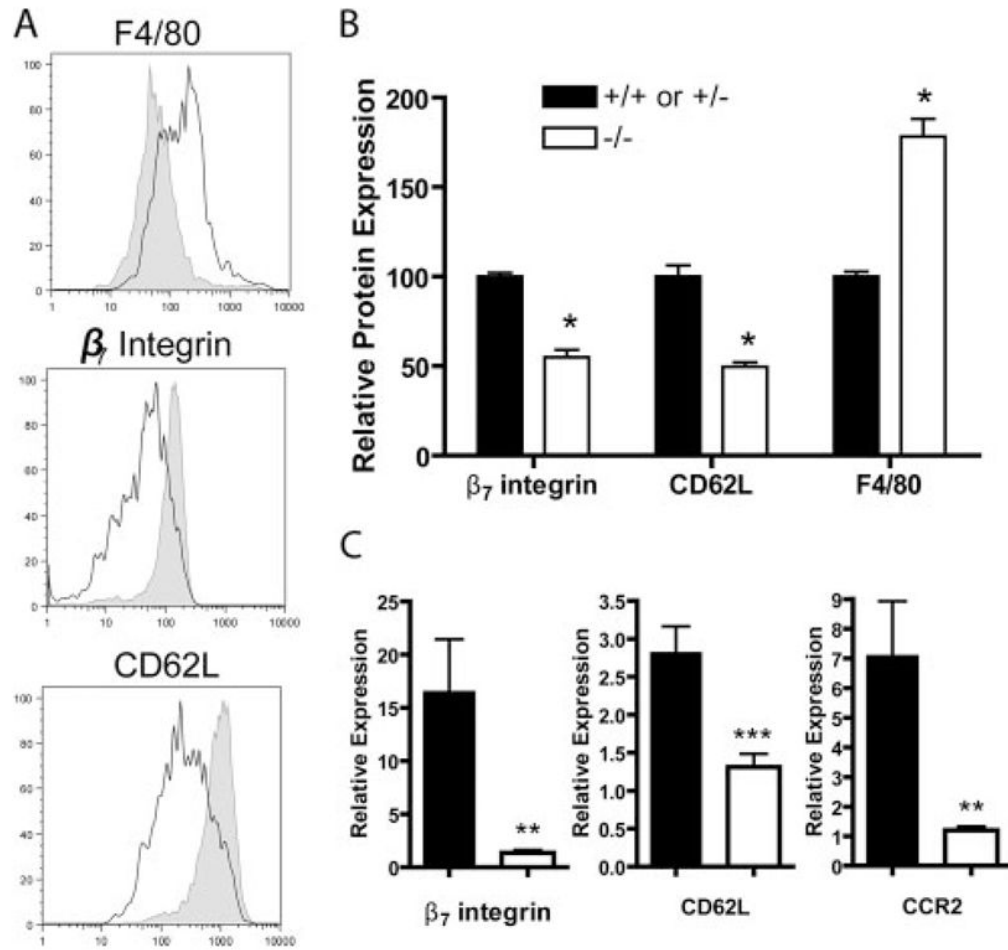 A
F4/80
100
80
60
40
20
0
1 10 100 1000 10000
β7 Integrin
100
80
60
40
20
0
1 10 100 1000 10000
CD62L
100
80
60
40
20
0
1 10 100 1000 10000
B
+/+ or +/-
-/-
Relative Protein Expression
200
150
100
50
0
* * *
β7 integrin CD62L F4/80
C
Relative Expression
25
20
15
10
5
0
**
β7 integrin
Relative Expression
3.5
3.0
2.5
2.0
1.5
1.0
0.5
0.0
***
CD62L
Relative Expression
9
8
7
6
5
4
3
2
1
0
**
CCR2